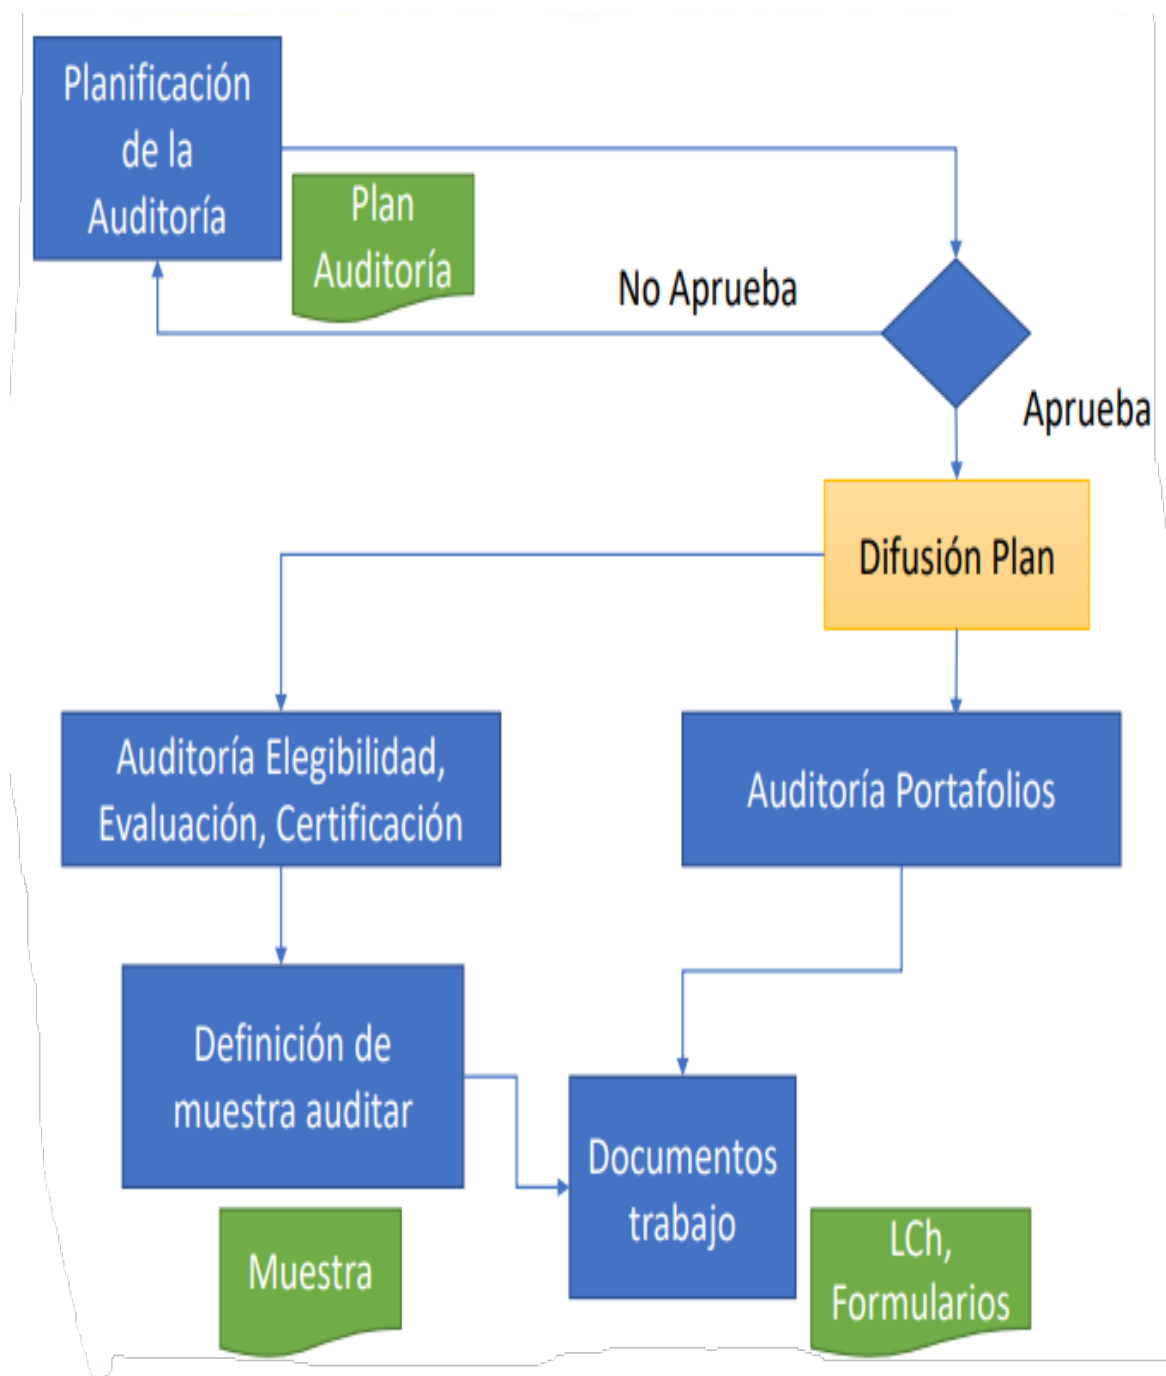 Planificación
de la
Auditoría
Plan
Auditoría
No Aprueba
Aprueba
Difusión Plan
Auditoría Elegibilidad,
Evaluación, Certificación
Auditoría Portafolios
Definición de
muestra auditar
Documentos
trabajo
Muestra
LCh,
Formularios